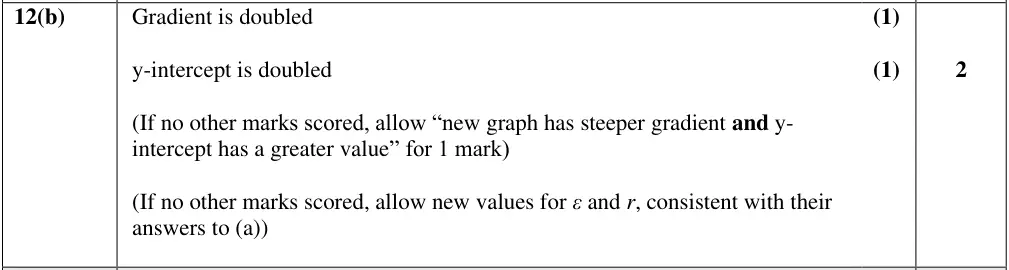 12(b) Gradient is doubled (1)
y-intercept is doubled (1) 2
(If no other marks scored, allow “new graph has steeper gradient and y-
intercept has a greater value” for 1 mark)
(If no other marks scored, allow new values for ε and r, consistent with their
answers to (a))